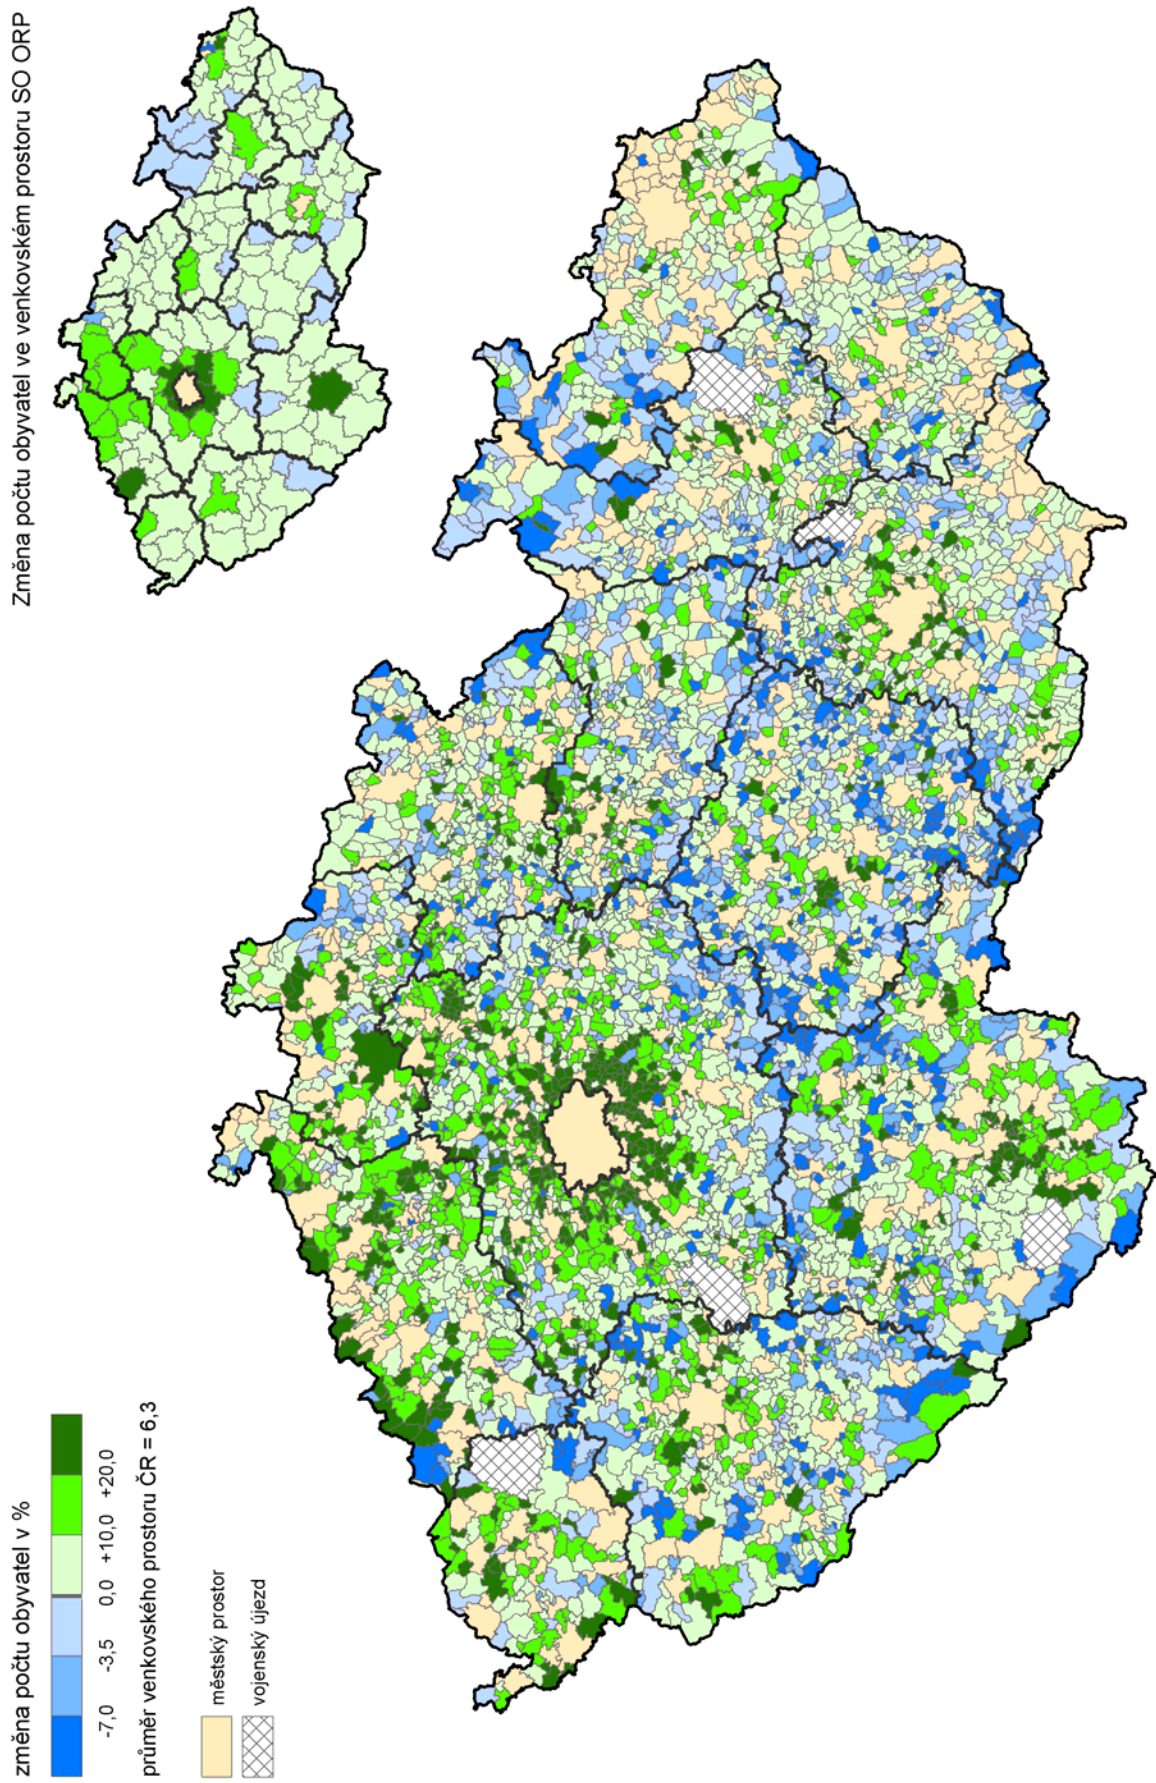 Změna počtu obyvatel ve venkovském prostoru SO ORP
změna počtu obyvatel v %
-7,0 -3,5 0,0 +10,0 +20,0
průměr venkovského prostoru ČR = 6,3
městský prostor
vojenský újezd